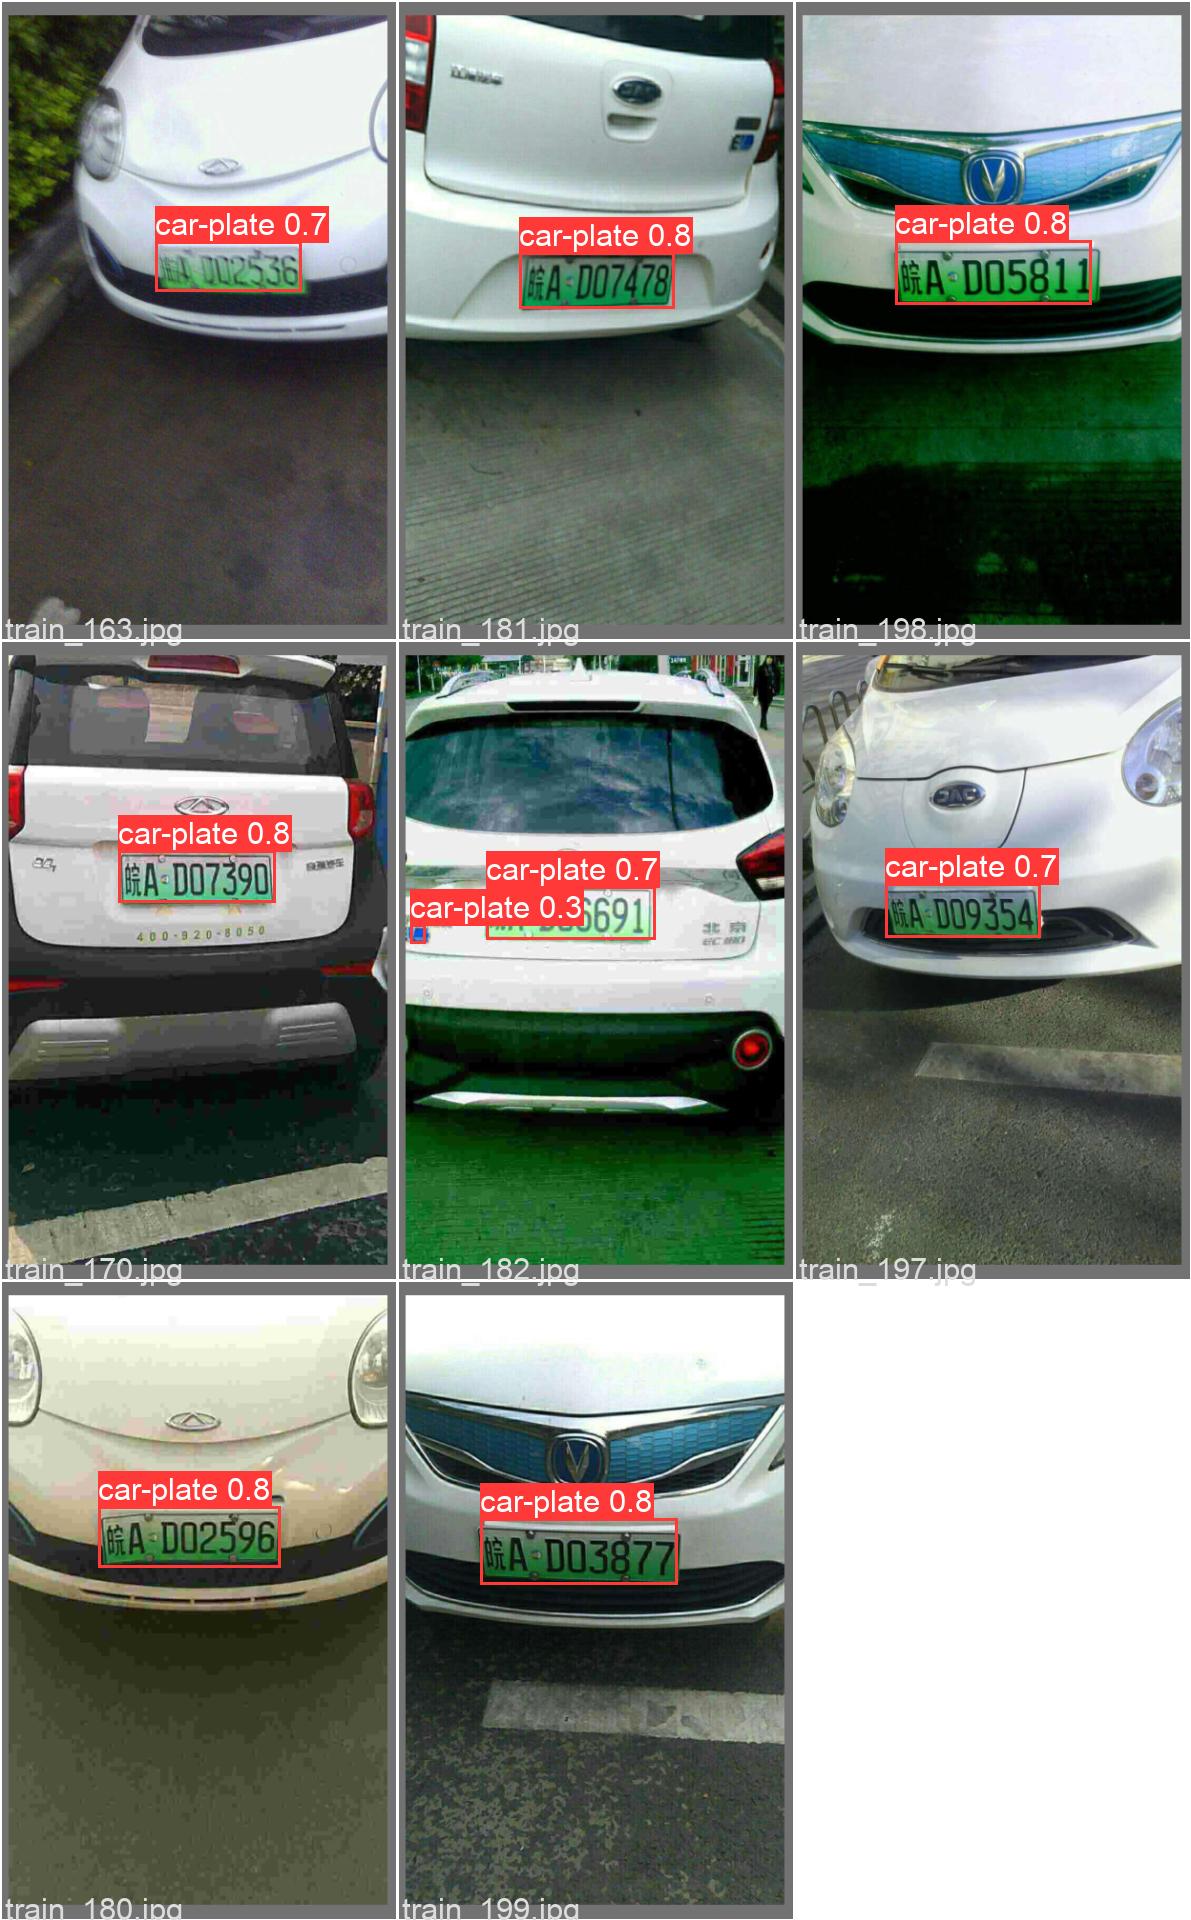 car-plate 0.7
皖A·D02536
train_163.jpg
car-plate 0.8
皖A·D07478
train_181.jpg
car-plate 0.8
皖A·D05811
train_198.jpg
car-plate 0.8
皖A·D07390
400-920-8050
train_170.jpg
car-plate 0.7
car-plate 0.3
6691
北京
EC180
train_182.jpg
car-plate 0.7
皖A·D09354
train_197.jpg
car-plate 0.8
皖A·D02596
train_180.jpg
car-plate 0.8
皖A·D03877
train_199.jpg